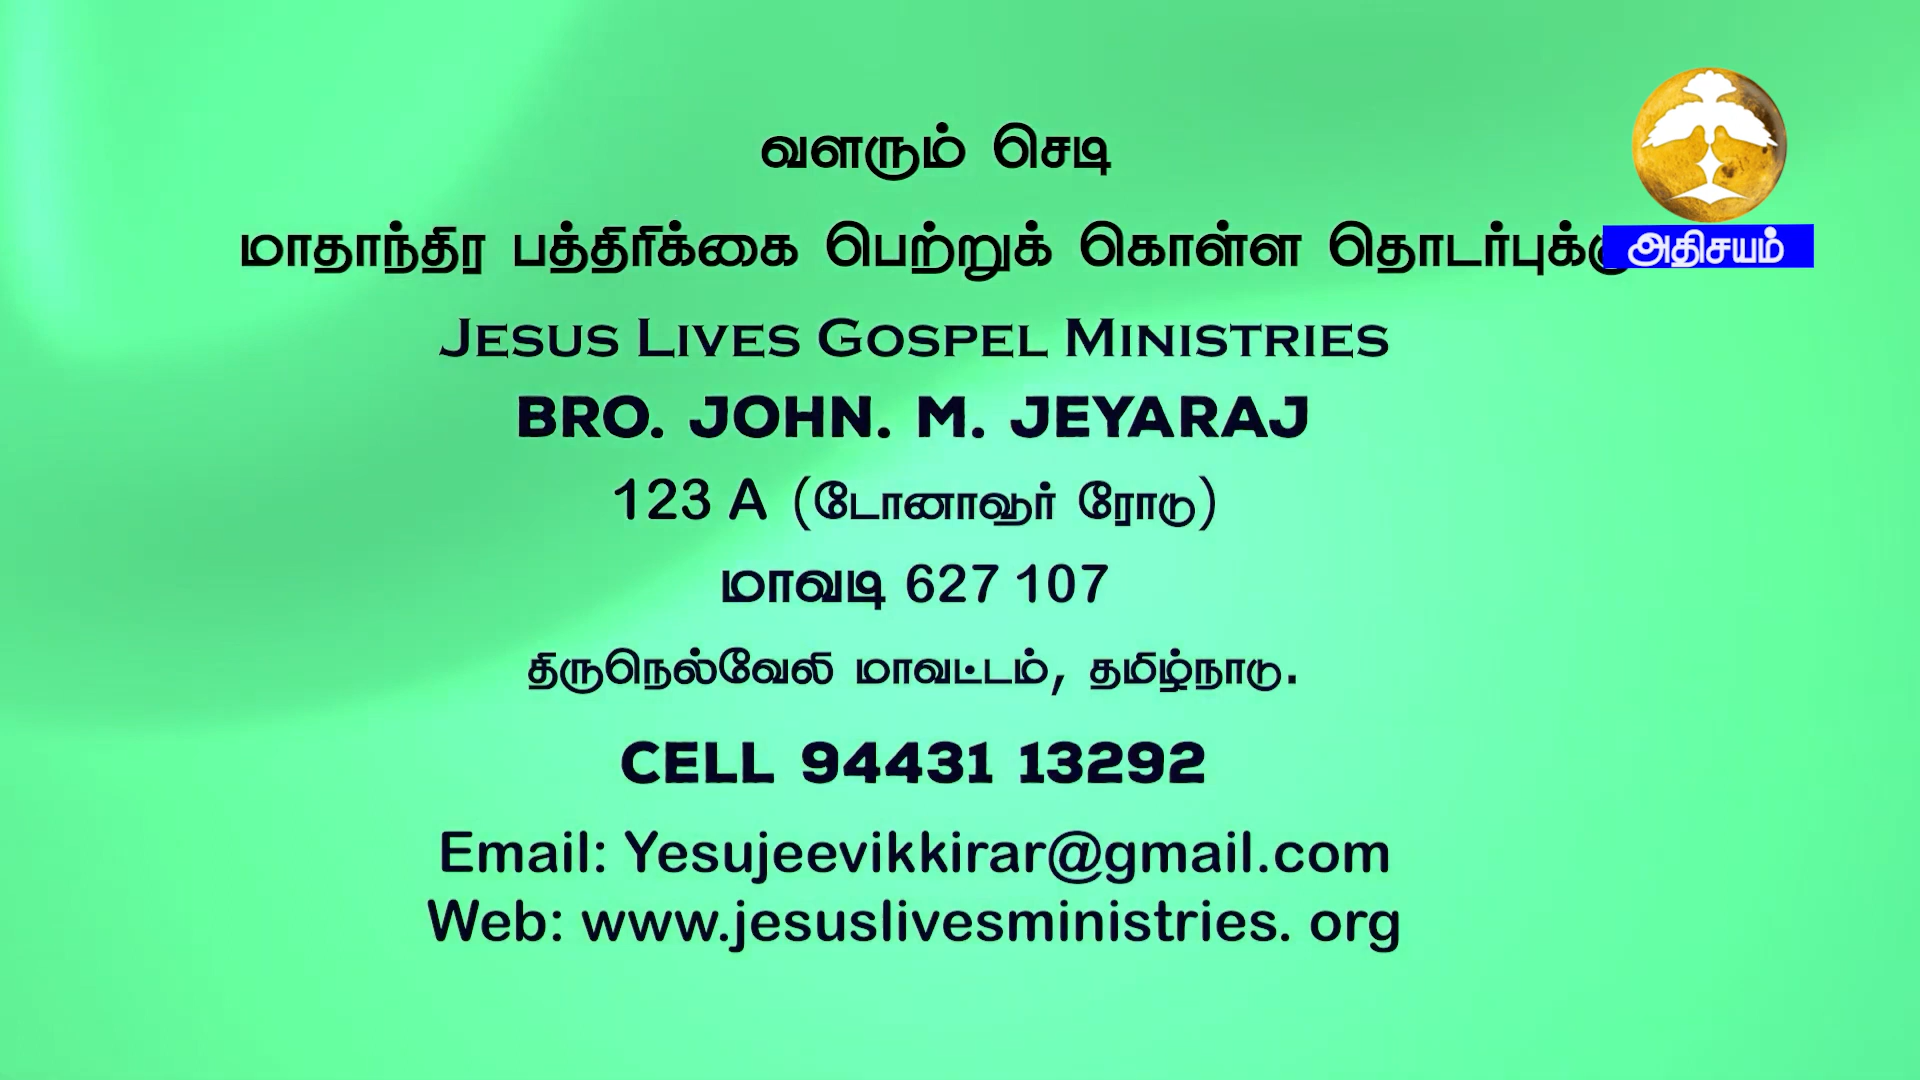 வளரும் செடி
மாதாந்திர பத்திரிக்கை பெற்றுக் கொள்ள தொடர்புக்கு
அதிசயம்
JESUS LIVES GOSPEL MINISTRIES
BRO. JOHN. M. JEYARAJ
123 A (டோனாவூர் ரோடு)
மாவடி 627 107
திருநெல்வேலி மாவட்டம், தமிழ்நாடு.
CELL 94431 13292
Email: Yesujeevikkirar@gmail.com
Web: www.jesuslivesministries. org